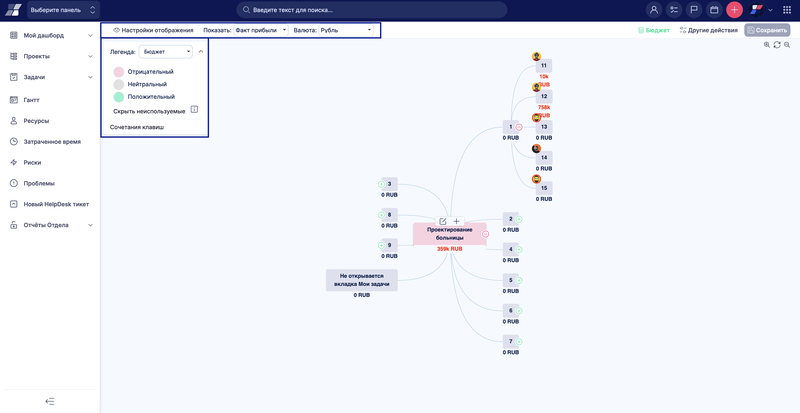 Выберите панель
Введите текст для поиска...
Настройки отображения
Показать: Факт прибыли
Валюта: Рубль
Бюджет
Другие действия
Сохранить
Мой дашборд
Проекты
Задачи
Гантт
Ресурсы
Затраченное время
Риски
Проблемы
Новый HelpDesk тикет
Отчёты Отдела
Легенда: Бюджет
Отрицательный
Нейтральный
Положительный
Скрыть неиспользуемые
Сочетания клавиш
11
10k
RUB
12
758k
RUB
1
0 RUB
13
0 RUB
14
0 RUB
15
0 RUB
3
0 RUB
8
0 RUB
9
0 RUB
Проектирование
больницы
359k RUB
Не открывается
вкладка Мои задачи
0 RUB
2
0 RUB
4
0 RUB
5
0 RUB
6
0 RUB
7
0 RUB